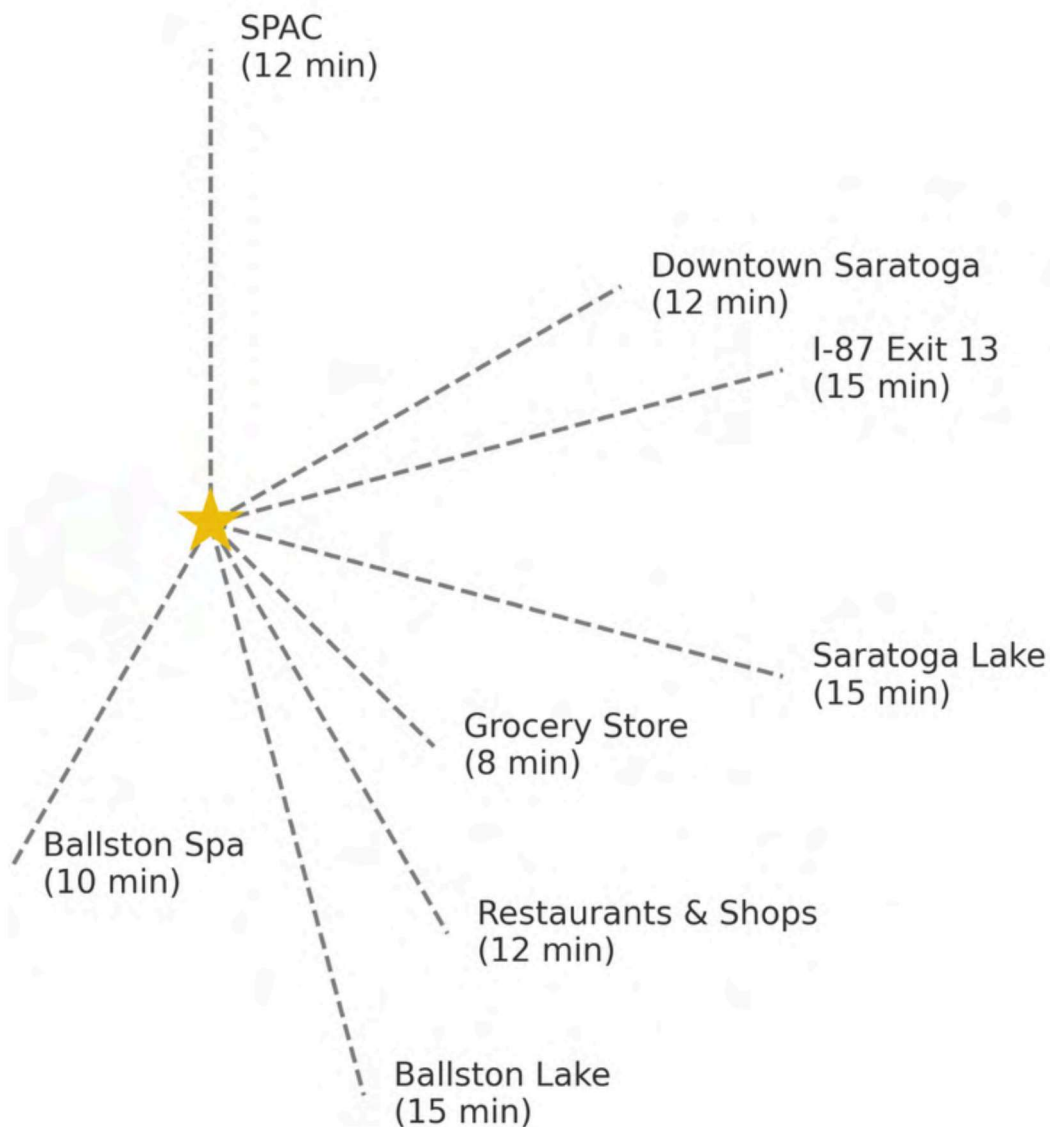 SPAC
(12 min)
Downtown Saratoga
(12 min)
I-87 Exit 13
(15 min)
Saratoga Lake
(15 min)
Grocery Store
(8 min)
Ballston Spa
(10 min)
Restaurants & Shops
(12 min)
Ballston Lake
(15 min)